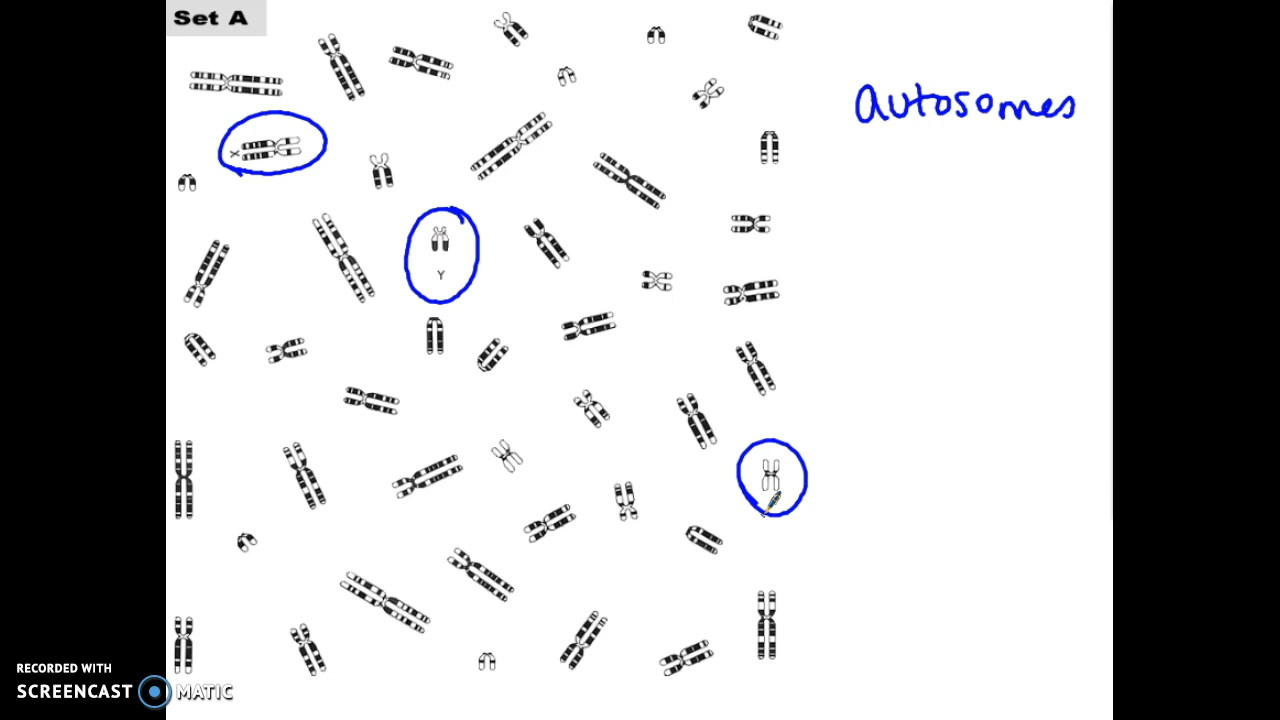 Set A
autosomes
X
Y
RECORDED WITH
SCREENCAST MATIC